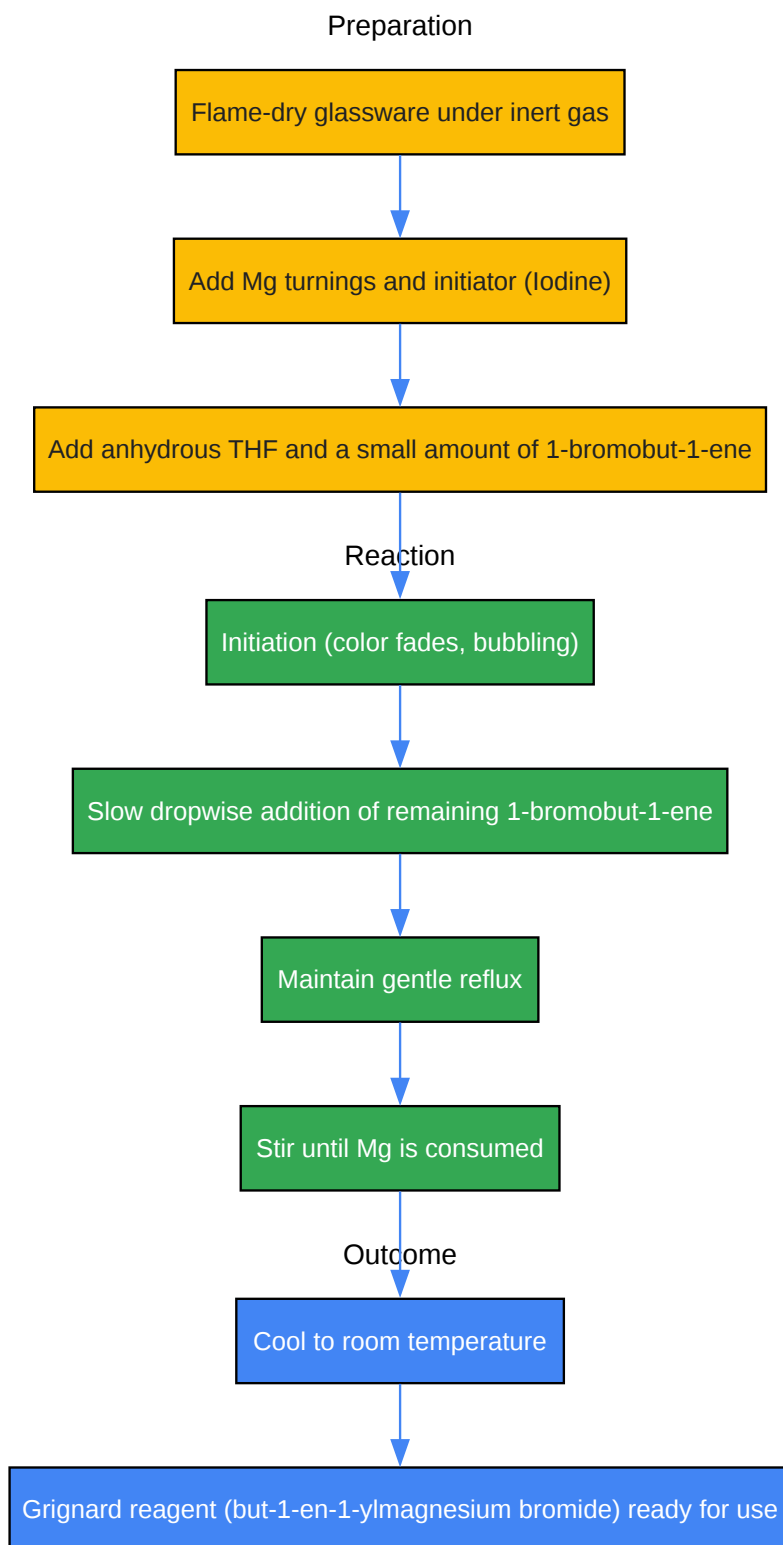 Preparation
Flame-dry glassware under inert gas
Add Mg turnings and initiator (Iodine)
Add anhydrous THF and a small amount of 1-bromobut-1-ene
Reaction
Initiation (color fades, bubbling)
Slow dropwise addition of remaining 1-bromobut-1-ene
Maintain gentle reflux
Stir until Mg is consumed
Outcome
Cool to room temperature
Grignard reagent (but-1-en-1-ylmagnesium bromide) ready for use